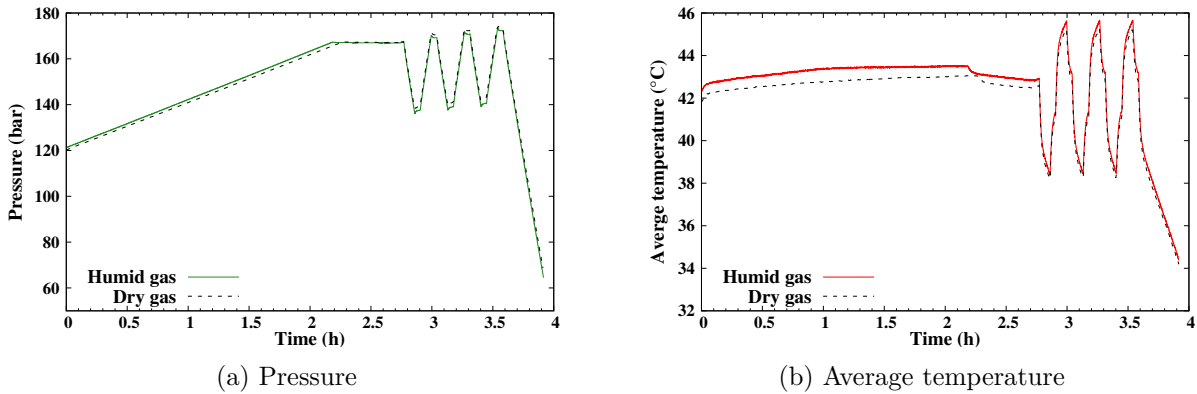 180
160
140
120
100
80
60
Pressure (bar)
Humid gas
Dry gas
0 0.5 1 1.5 2 2.5 3 3.5 4
Time (h)
(a) Pressure
46
44
42
40
38
36
34
32
Averge temperature (°C)
Humid gas
Dry gas
0 0.5 1 1.5 2 2.5 3 3.5 4
Time (h)
(b) Average temperature